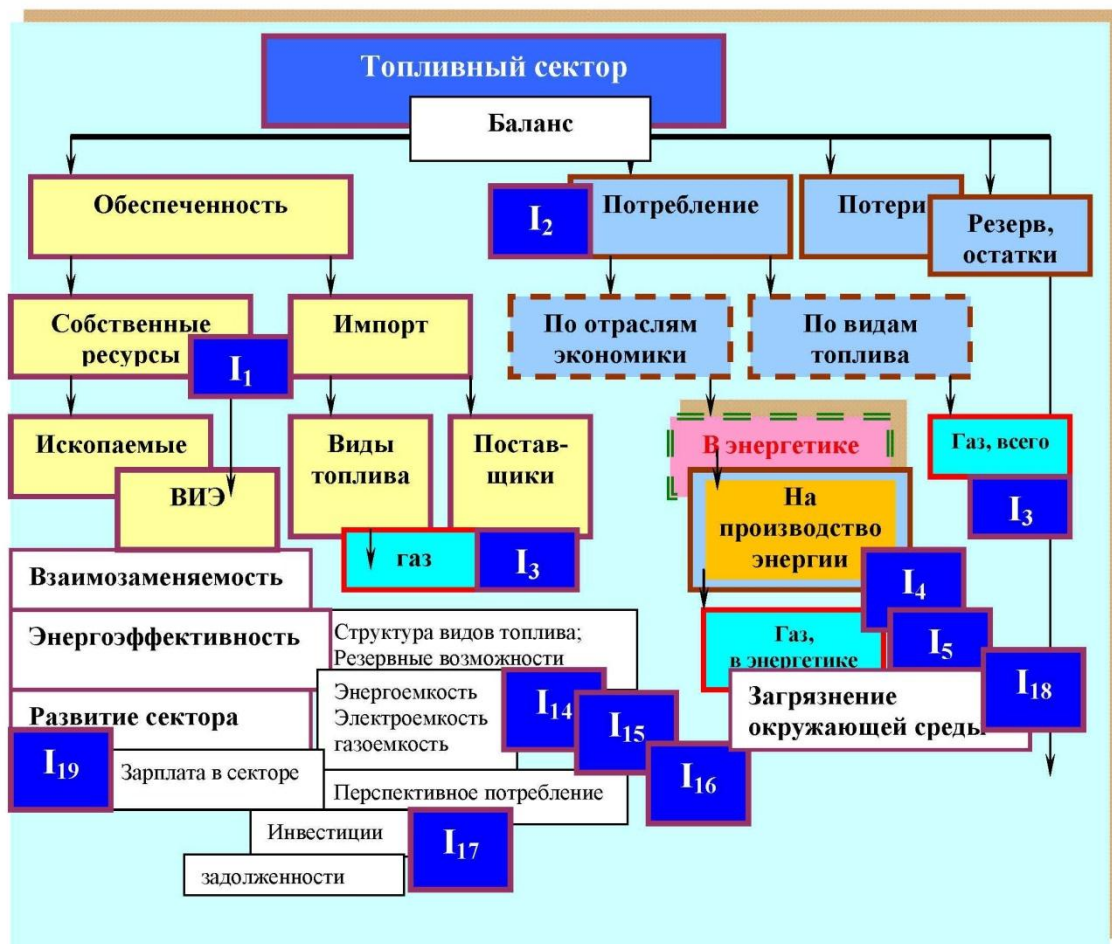 Топливный сектор
Баланс
Обеспеченность
I2
Потребление
Потери
Резерв,
остатки
Собственные
ресурсы
I1
Импорт
По отраслям
экономики
По видам
топлива
Ископаемые
ВИЭ
Виды
топлива
Постав-
щики
газ
I3
В энергетике
На
производство
энергии
I4
Газ, всего
I3
Газ,
в энергетике
I5
I18
Загрязнение
окружающей среды
Взаимозаменяемость
Энергоэффективность
Структура видов топлива;
Резервные возможности
Развитие сектора
Энергоемкость
Электроемкость
газоемкость
I14
I15
I16
I19
Зарплата в секторе
Перспективное потребление
Инвестиции
I17
задолженности